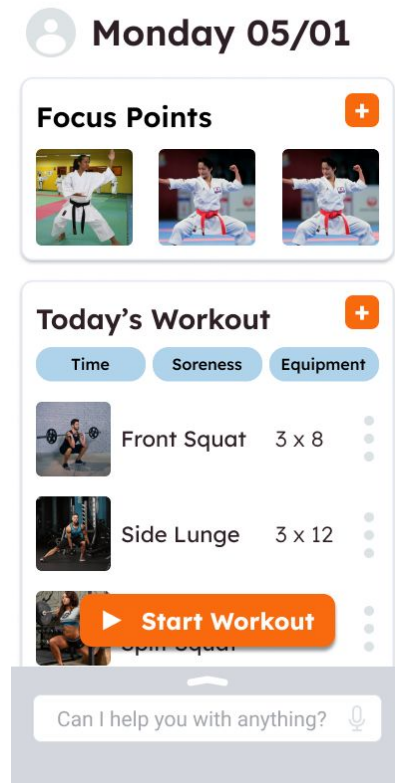 Monday 05/01
Focus Points
+
Today's Workout
+
Time Soreness Equipment
Front Squat 3 x 8
Side Lunge 3 x 12
Start Workout
Can I help you with anything?